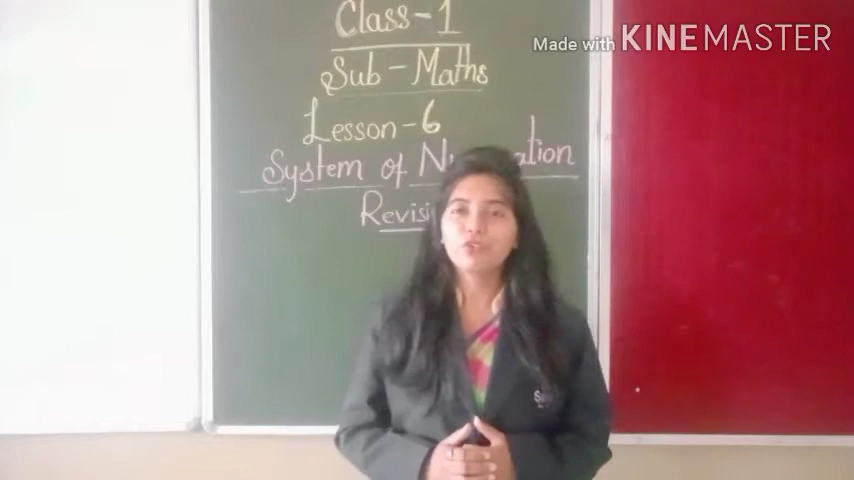 Class-1
Made with KINEMASTER
Sub-Maths
Lesson-6
System of